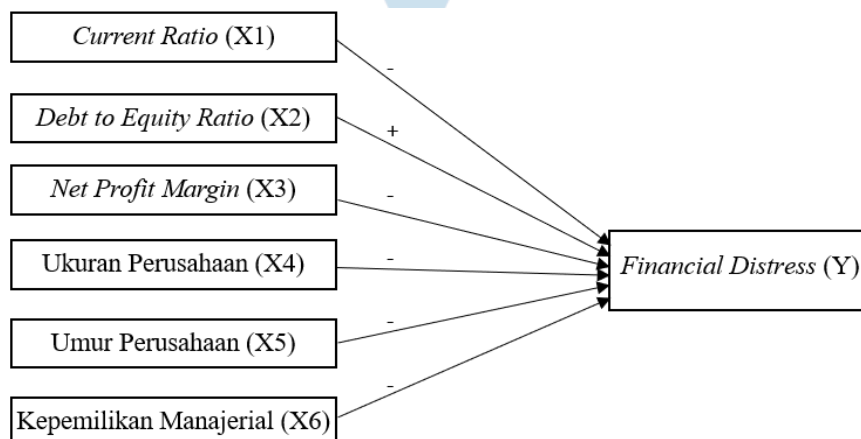 Current Ratio (X1)
-
Debt to Equity Ratio (X2)
+
Net Profit Margin (X3)
-
Ukuran Perusahaan (X4)
-
Financial Distress (Y)
Umur Perusahaan (X5)
-
Kepemilikan Manajerial (X6)
-